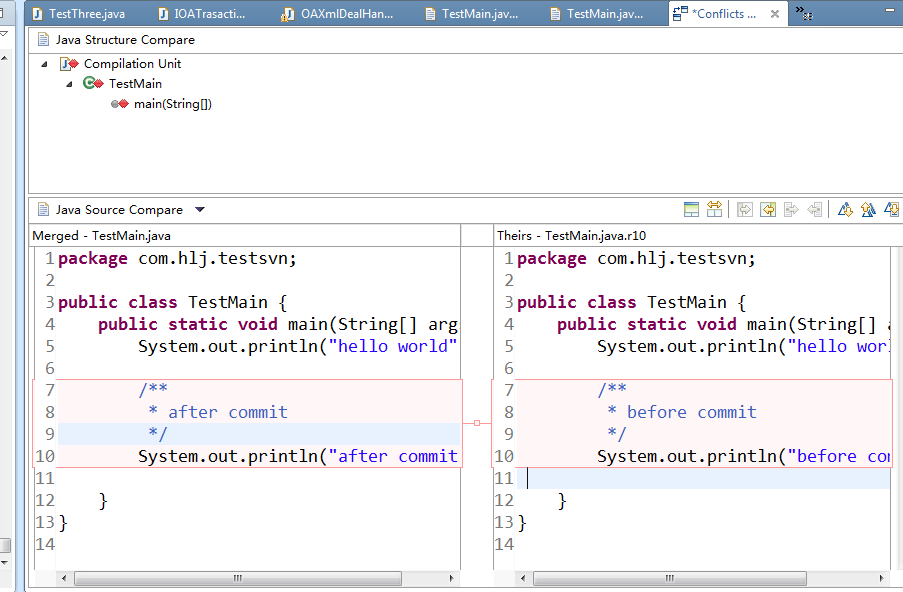 TestThree.java
IOATrasacti...
OAXmlDealHan...
TestMain.jav...
TestMain.jav...
*Conflicts ...
Java Structure Compare
Compilation Unit
TestMain
main(String[])
Java Source Compare
Merged - TestMain.java
1 package com.hlj.testsvn;
2
3 public class TestMain {
4 public static void main(String[] arg
5 System.out.println("hello world"
6
7 /**
8 * after commit
9 */
10 System.out.println("after commit
11
12 }
13 }
14
Theirs - TestMain.java.r10
1 package com.hlj.testsvn;
2
3 public class TestMain {
4 public static void main(String[] a
5 System.out.println("hello worl
6
7 /**
8 * before commit
9 */
10 System.out.println("before com
11
12 }
13 }
14